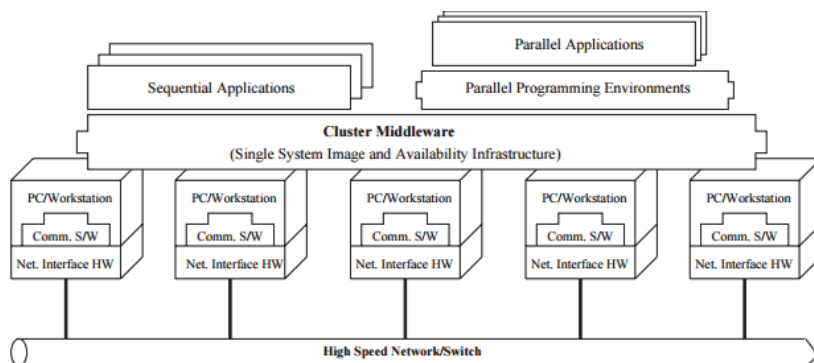 Parallel Applications
Sequential Applications
Parallel Programming Environments
Cluster Middleware
(Single System Image and Availability Infrastructure)
PC/Workstation
PC/Workstation
PC/Workstation
PC/Workstation
PC/Workstation
Comm. S/W
Comm. S/W
Comm. S/W
Comm. S/W
Comm. S/W
Net. Interface HW
Net. Interface HW
Net. Interface HW
Net. Interface HW
Net. Interface HW
High Speed Network/Switch